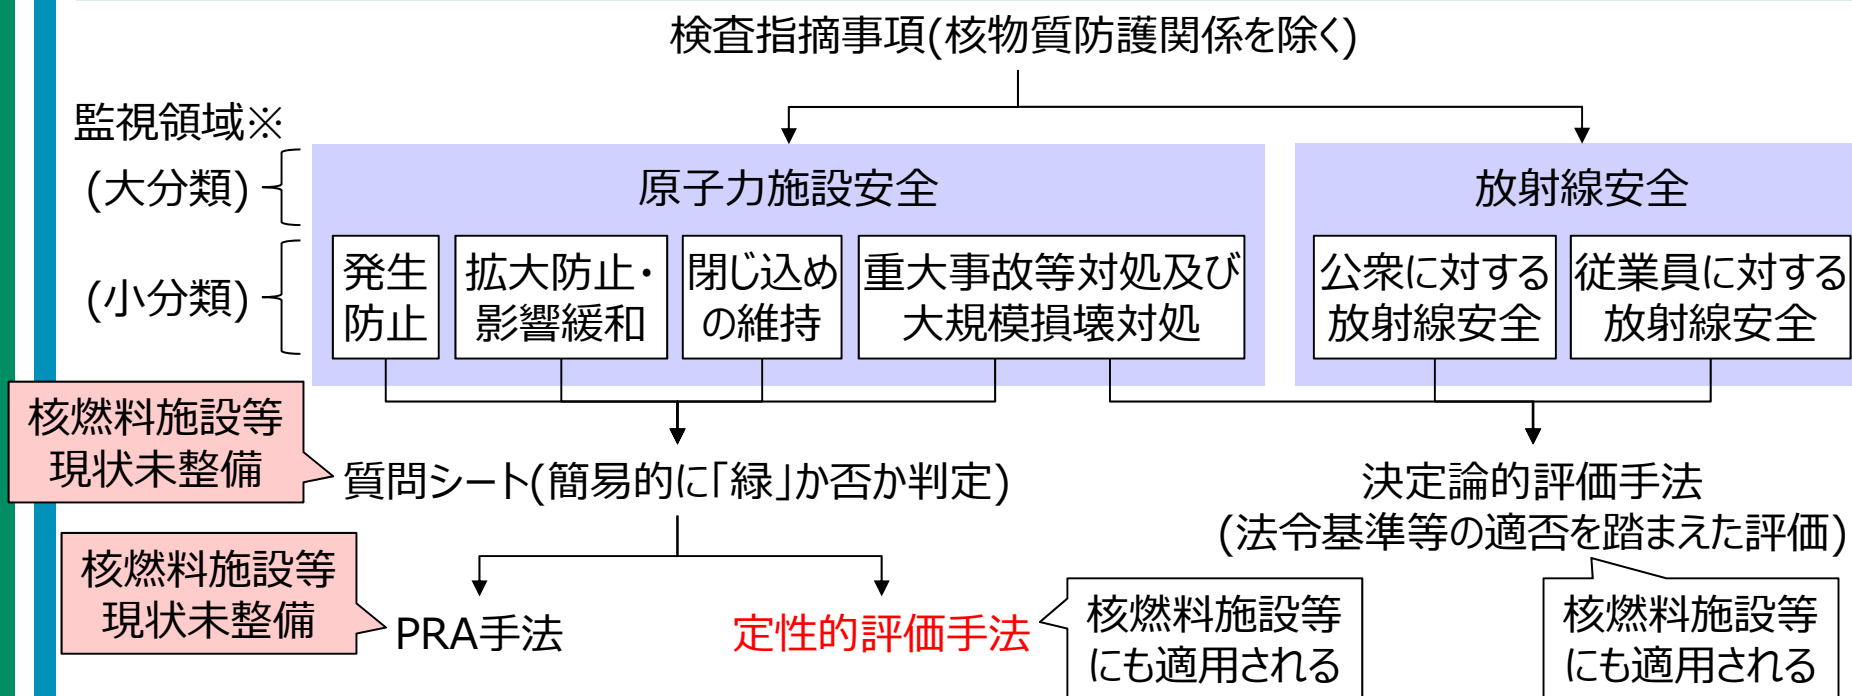 検査指摘事項(核物質防護関係を除く)
監視領域※
(大分類)
原子力施設安全
放射線安全
(小分類)
発生
防止
拡大防止・
影響緩和
閉じ込め
の維持
重大事故等対処及び
大規模損壊対処
公衆に対する
放射線安全
従業員に対する
放射線安全
核燃料施設等
現状未整備
質問シート(簡易的に「緑」か否か判定)
決定論的評価手法
(法令基準等の適否を踏まえた評価)
核燃料施設等
現状未整備
PRA手法
定性的評価手法
核燃料施設等
にも適用される
核燃料施設等
にも適用される